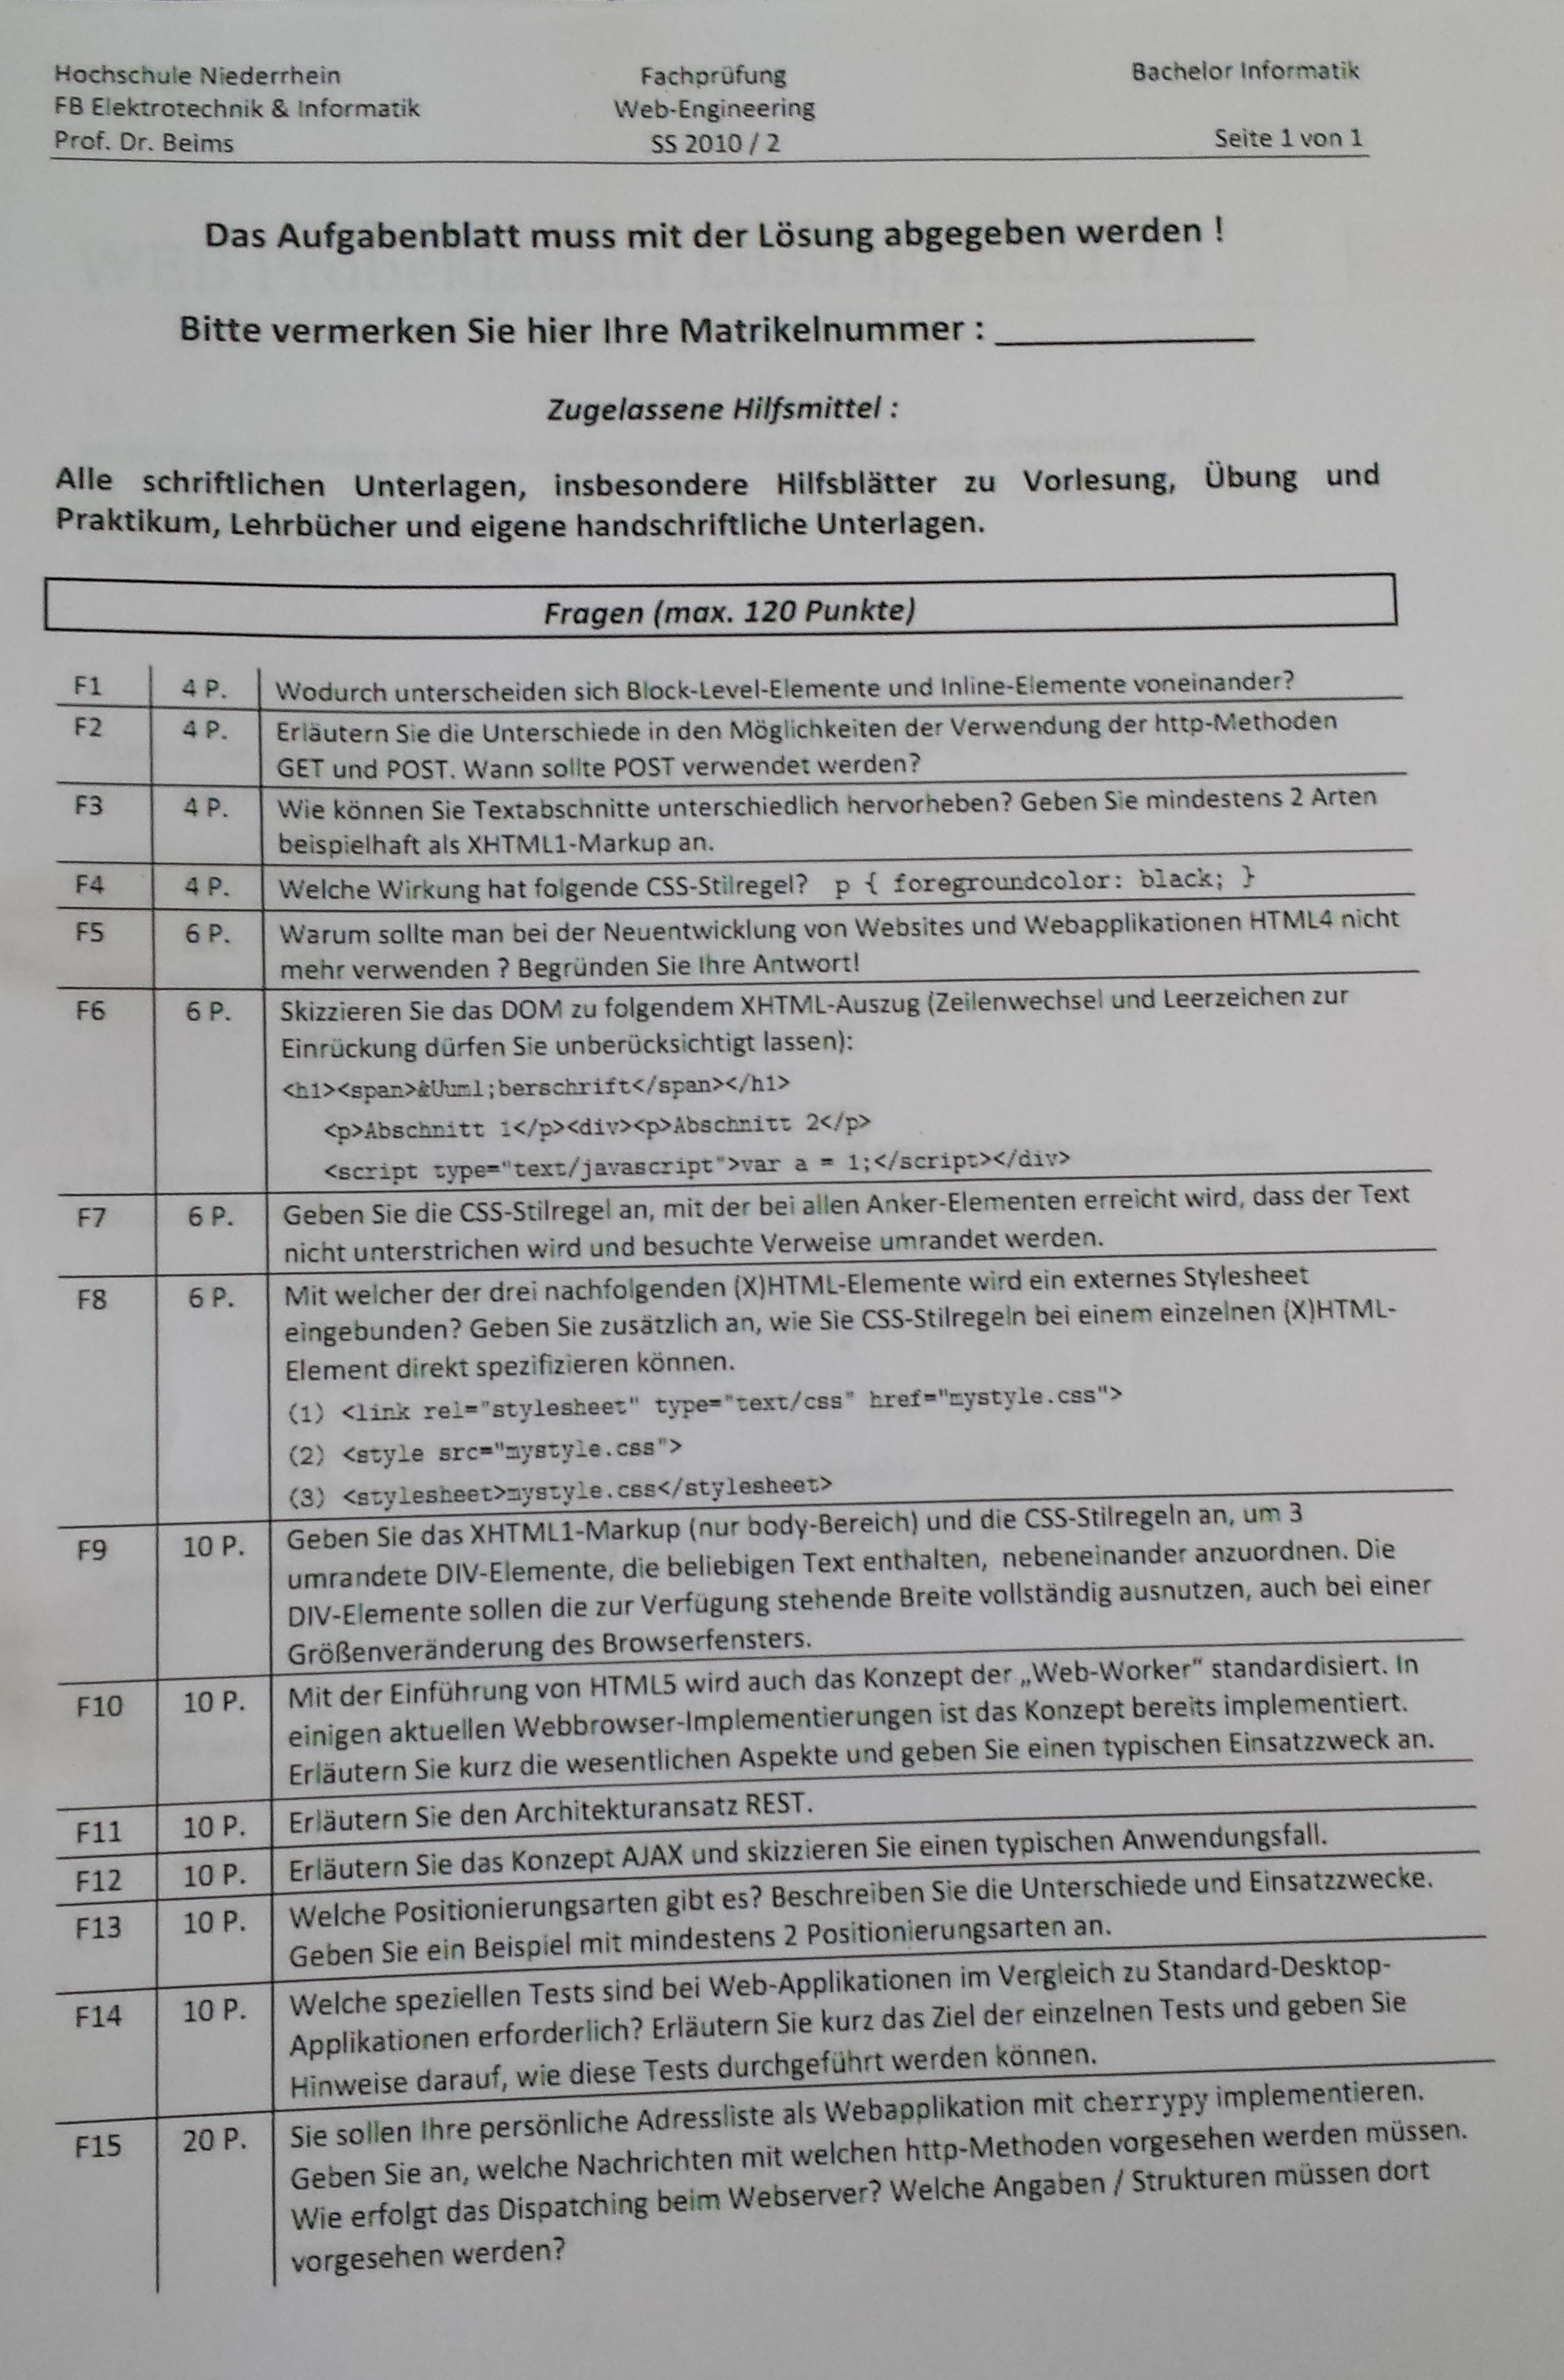 Hochschule Niederrhein Fachprüfung Bachelor Informatik
FB Elektrotechnik & Informatik Web-Engineering
Prof. Dr. Beims SS 2010 / 2 Seite 1 von 1
Das Aufgabenblatt muss mit der Lösung abgegeben werden !
Bitte vermerken Sie hier Ihre Matrikelnummer :
Zugelassene Hilfsmittel :
Alle schriftlichen Unterlagen, insbesondere Hilfsblätter zu Vorlesung, Übung und
Praktikum, Lehrbücher und eigene handschriftliche Unterlagen.
Fragen (max. 120 Punkte)
F1 4 P. Wodurch unterscheiden sich Block-Level-Elemente und Inline-Elemente voneinander?
F2 4 P. Erläutern Sie die Unterschiede in den Möglichkeiten der Verwendung der http-Methoden
GET und POST. Wann sollte POST verwendet werden?
F3 4 P. Wie können Sie Textabschnitte unterschiedlich hervorheben? Geben Sie mindestens 2 Arten
beispielhaft als XHTML1-Markup an.
F4 4 P. Welche Wirkung hat folgende CSS-Stilregel? p { foregroundcolor: black; }
F5 6 P. Warum sollte man bei der Neuentwicklung von Websites und Webapplikationen HTML4 nicht
mehr verwenden ? Begründen Sie Ihre Antwort!
F6 6 P. Skizzieren Sie das DOM zu folgendem XHTML-Auszug (Zeilenwechsel und Leerzeichen zur
Einrückung dürfen Sie unberücksichtigt lassen):
<h1><span>&Uuml;berschrift</span></h1>
<p>Abschnitt 1</p><div><p>Abschnitt 2</p>
<script type="text/javascript">var a = 1;</script></div>
F7 6 P. Geben Sie die CSS-Stilregel an, mit der bei allen Anker-Elementen erreicht wird, dass der Text
nicht unterstrichen wird und besuchte Verweise umrandet werden.
F8 6 P. Mit welcher der drei nachfolgenden (X)HTML-Elemente wird ein externes Stylesheet
eingebunden? Geben Sie zusätzlich an, wie Sie CSS-Stilregeln bei einem einzelnen (X)HTML-
Element direkt spezifizieren können.
(1) <link rel="stylesheet" type="text/css" href="mystyle.css">
(2) <style src="mystyle.css">
(3) <stylesheet>mystyle.css</stylesheet>
F9 10 P. Geben Sie das XHTML1-Markup (nur body-Bereich) und die CSS-Stilregeln an, um 3
umrandete DIV-Elemente, die beliebigen Text enthalten, nebeneinander anzuordnen. Die
DIV-Elemente sollen die zur Verfügung stehende Breite vollständig ausnutzen, auch bei einer
Größenveränderung des Browserfensters.
F10 10 P. Mit der Einführung von HTML5 wird auch das Konzept der „Web-Worker“ standardisiert. In
einigen aktuellen Webbrowser-Implementierungen ist das Konzept bereits implementiert.
Erläutern Sie kurz die wesentlichen Aspekte und geben Sie einen typischen Einsatzzweck an.
F11 10 P. Erläutern Sie den Architekturansatz REST.
F12 10 P. Erläutern Sie das Konzept AJAX und skizzieren Sie einen typischen Anwendungsfall.
F13 10 P. Welche Positionierungsarten gibt es? Beschreiben Sie die Unterschiede und Einsatzzwecke.
Geben Sie ein Beispiel mit mindestens 2 Positionierungsarten an.
F14 10 P. Welche speziellen Tests sind bei Web-Applikationen im Vergleich zu Standard-Desktop-
Applikationen erforderlich? Erläutern Sie kurz das Ziel der einzelnen Tests und geben Sie
Hinweise darauf, wie diese Tests durchgeführt werden können.
F15 20 P. Sie sollen Ihre persönliche Adressliste als Webapplikation mit cherrypy implementieren.
Geben Sie an, welche Nachrichten mit welchen http-Methoden vorgesehen werden müssen.
Wie erfolgt das Dispatching beim Webserver? Welche Angaben / Strukturen müssen dort
vorgesehen werden?